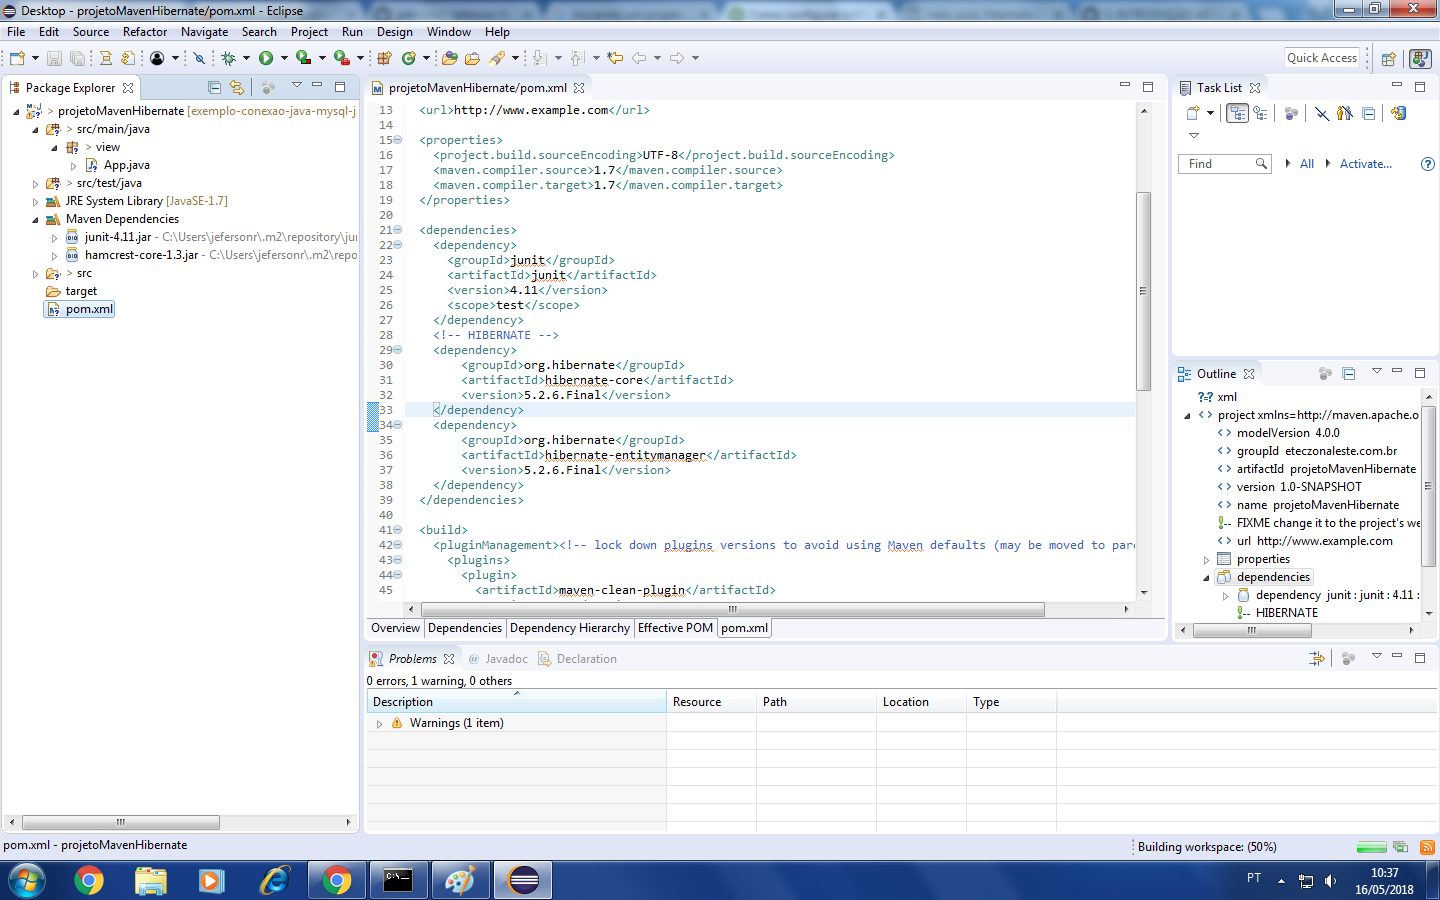 Desktop - projetoMavenHibernate/pom.xml - Eclipse
File Edit Source Refactor Navigate Search Project Run Design Window Help
Quick Access
Package Explorer
> projetoMavenHibernate [exemplo-conexao-java-mysql-j
> src/main/java
> view
App.java
> src/test/java
JRE System Library [JavaSE-1.7]
Maven Dependencies
junit-4.11.jar - C:\Users\jefersonr\.m2\repository\jun
hamcrest-core-1.3.jar - C:\Users\jefersonr\.m2\repo
> src
target
pom.xml
projetoMavenHibernate/pom.xml
13 <url>http://www.example.com</url>
14
15 <properties>
16 <project.build.sourceEncoding>UTF-8</project.build.sourceEncoding>
17 <maven.compiler.source>1.7</maven.compiler.source>
18 <maven.compiler.target>1.7</maven.compiler.target>
19 </properties>
20
21 <dependencies>
22 <dependency>
23 <groupId>junit</groupId>
24 <artifactId>junit</artifactId>
25 <version>4.11</version>
26 <scope>test</scope>
27 </dependency>
28 <!-- HIBERNATE -->
29 <dependency>
30 <groupId>org.hibernate</groupId>
31 <artifactId>hibernate-core</artifactId>
32 <version>5.2.6.Final</version>
33 </dependency>
34 <dependency>
35 <groupId>org.hibernate</groupId>
36 <artifactId>hibernate-entitymanager</artifactId>
37 <version>5.2.6.Final</version>
38 </dependency>
39 </dependencies>
40
41 <build>
42 <pluginManagement><!-- lock down plugins versions to avoid using Maven defaults (may be moved to pare
43 <plugins>
44 <plugin>
45 <artifactId>maven-clean-plugin</artifactId>
Overview Dependencies Dependency Hierarchy Effective POM pom.xml
Task List
Find All Activate...
Outline
xml
project xmlns=http://maven.apache.o
modelVersion 4.0.0
groupId eteczonaleste.com.br
artifactId projetoMavenHibernate
version 1.0-SNAPSHOT
name projetoMavenHibernate
FIXME change it to the project's we
url http://www.example.com
properties
dependencies
dependency junit : junit : 4.11 :
HIBERNATE
Problems Javadoc Declaration
0 errors, 1 warning, 0 others
Description Resource Path Location Type
Warnings (1 item)
pom.xml - projetoMavenHibernate
Building workspace: (50%)
PT
10:37
16/05/2018